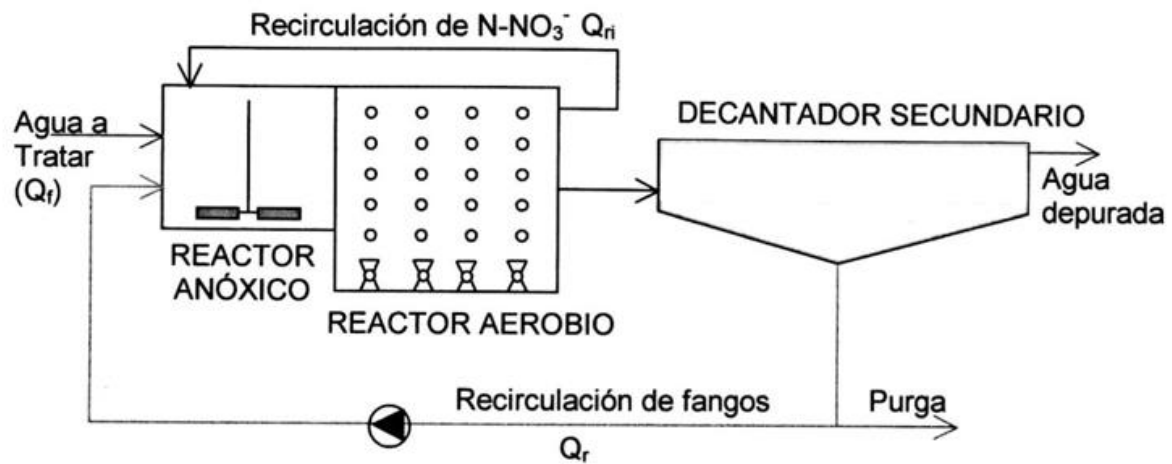 Recirculación de N-NO₃⁻ Qri
Agua a
Tratar
(Qf)
DECANTADOR SECUNDARIO
Agua
depurada
REACTOR
ANÓXICO
REACTOR AEROBIO
Recirculación de fangos
Purga
Qr